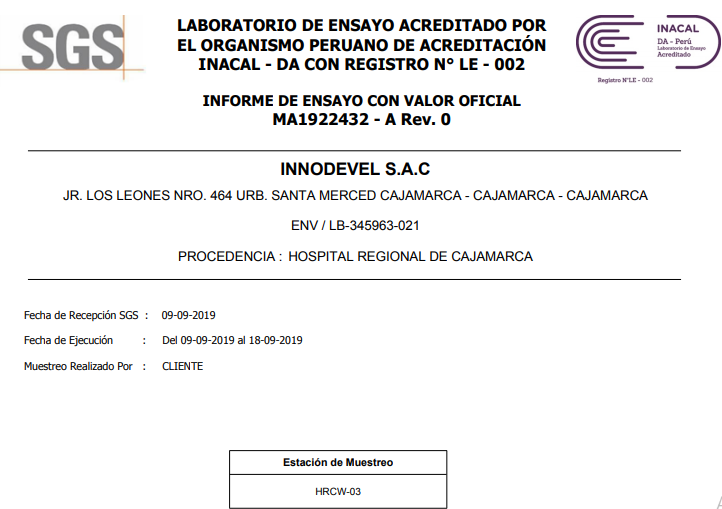 SGS
LABORATORIO DE ENSAYO ACREDITADO POR
EL ORGANISMO PERUANO DE ACREDITACIÓN
INACAL - DA CON REGISTRO N° LE - 002
INACAL
DA - Perú
Laboratorio de Ensayo
Acreditado
Registro N°LE - 002
INFORME DE ENSAYO CON VALOR OFICIAL
MA1922432 - A Rev. 0
INNODEVEL S.A.C
JR. LOS LEONES NRO. 464 URB. SANTA MERCED CAJAMARCA - CAJAMARCA - CAJAMARCA
ENV / LB-345963-021
PROCEDENCIA : HOSPITAL REGIONAL DE CAJAMARCA
Fecha de Recepción SGS : 09-09-2019
Fecha de Ejecución : Del 09-09-2019 al 18-09-2019
Muestreo Realizado Por : CLIENTE
Estación de Muestreo
HRCW-03